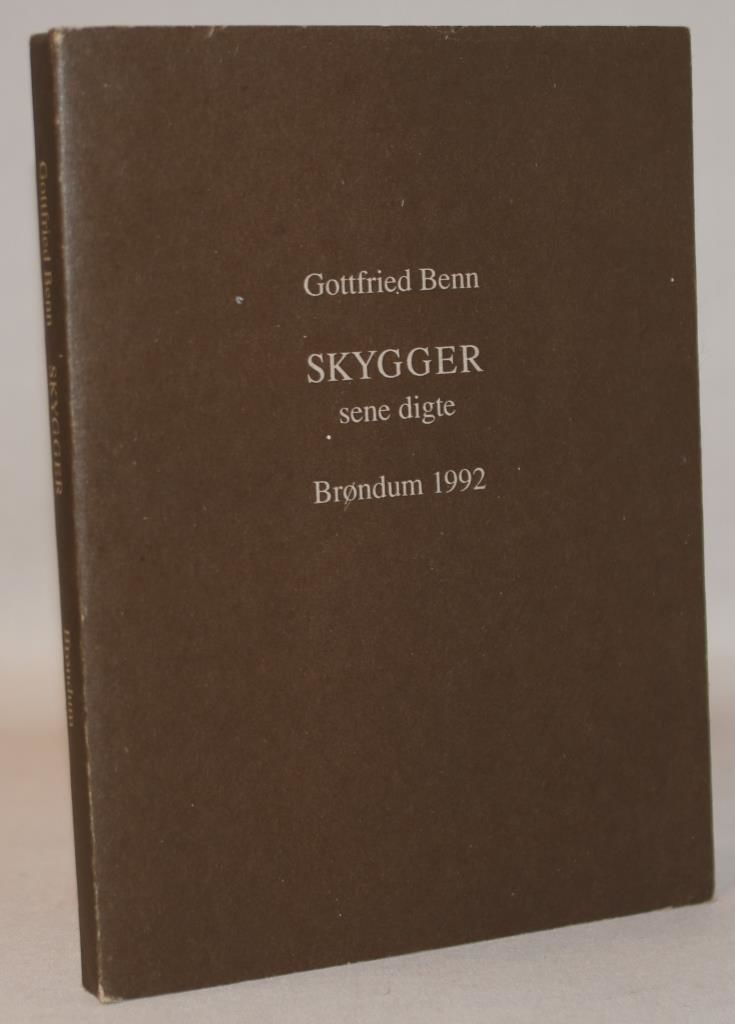 Gottfried Benn
SKYGGER
sene digte
Brøndum 1992
Gottfried Benn SKYGGER Brøndum